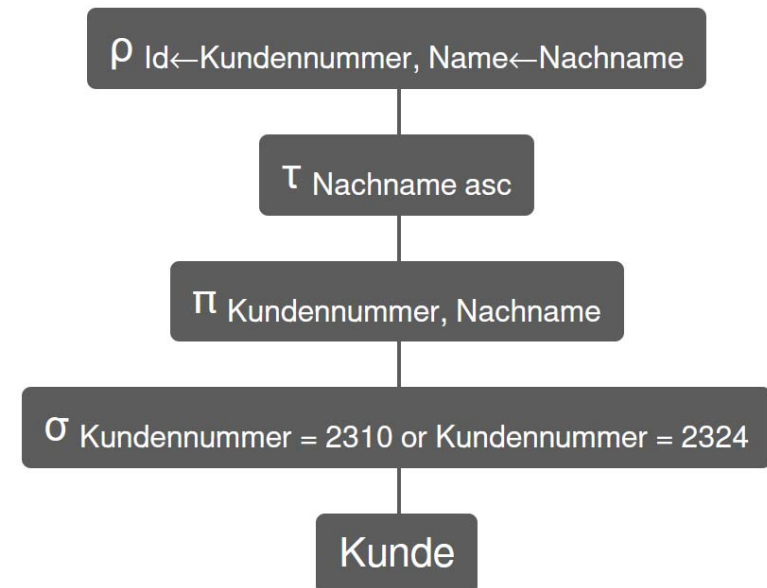 ρ Id←Kundennummer, Name←Nachname
τ Nachname asc
π Kundennummer, Nachname
σ Kundennummer = 2310 or Kundennummer = 2324
Kunde